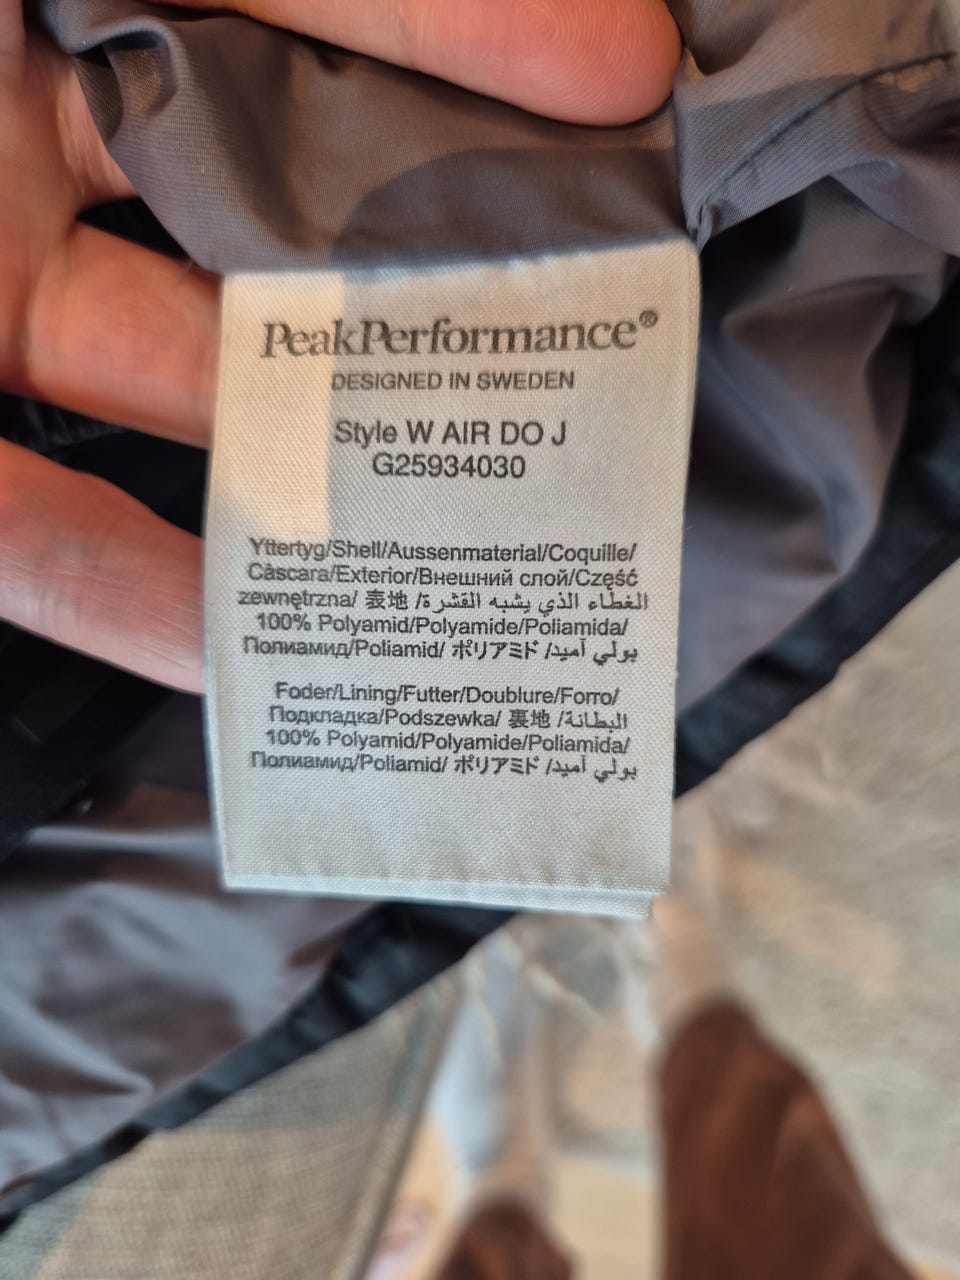 PeakPerformance®
DESIGNED IN SWEDEN
Style W AIR DO J
G25934030
Yttertyg/Shell/Aussenmaterial/Coquille/
Càscara/Exterior/Внешний слой/Część
zewnętrzna/ 表地 /الغطاء الذي يشبه القشرة
100% Polyamid/Polyamide/Poliamida/
Полиамид/Poliamid/ ポリアミド /بولي آميد
Foder/Lining/Futter/Doublure/Forro/
Подкладка/Podszewka/ 裏地 /البطانة
100% Polyamid/Polyamide/Poliamida/
Полиамид/Poliamid/ ポリアミド /بولي آميد